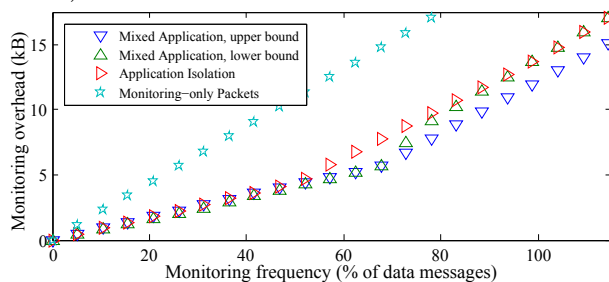 Mixed Application, upper bound
Mixed Application, lower bound
Application Isolation
Monitoring−only Packets
Monitoring overhead (kB)
15
10
5
0
0
20
40
60
80
100
Monitoring frequency (% of data messages)